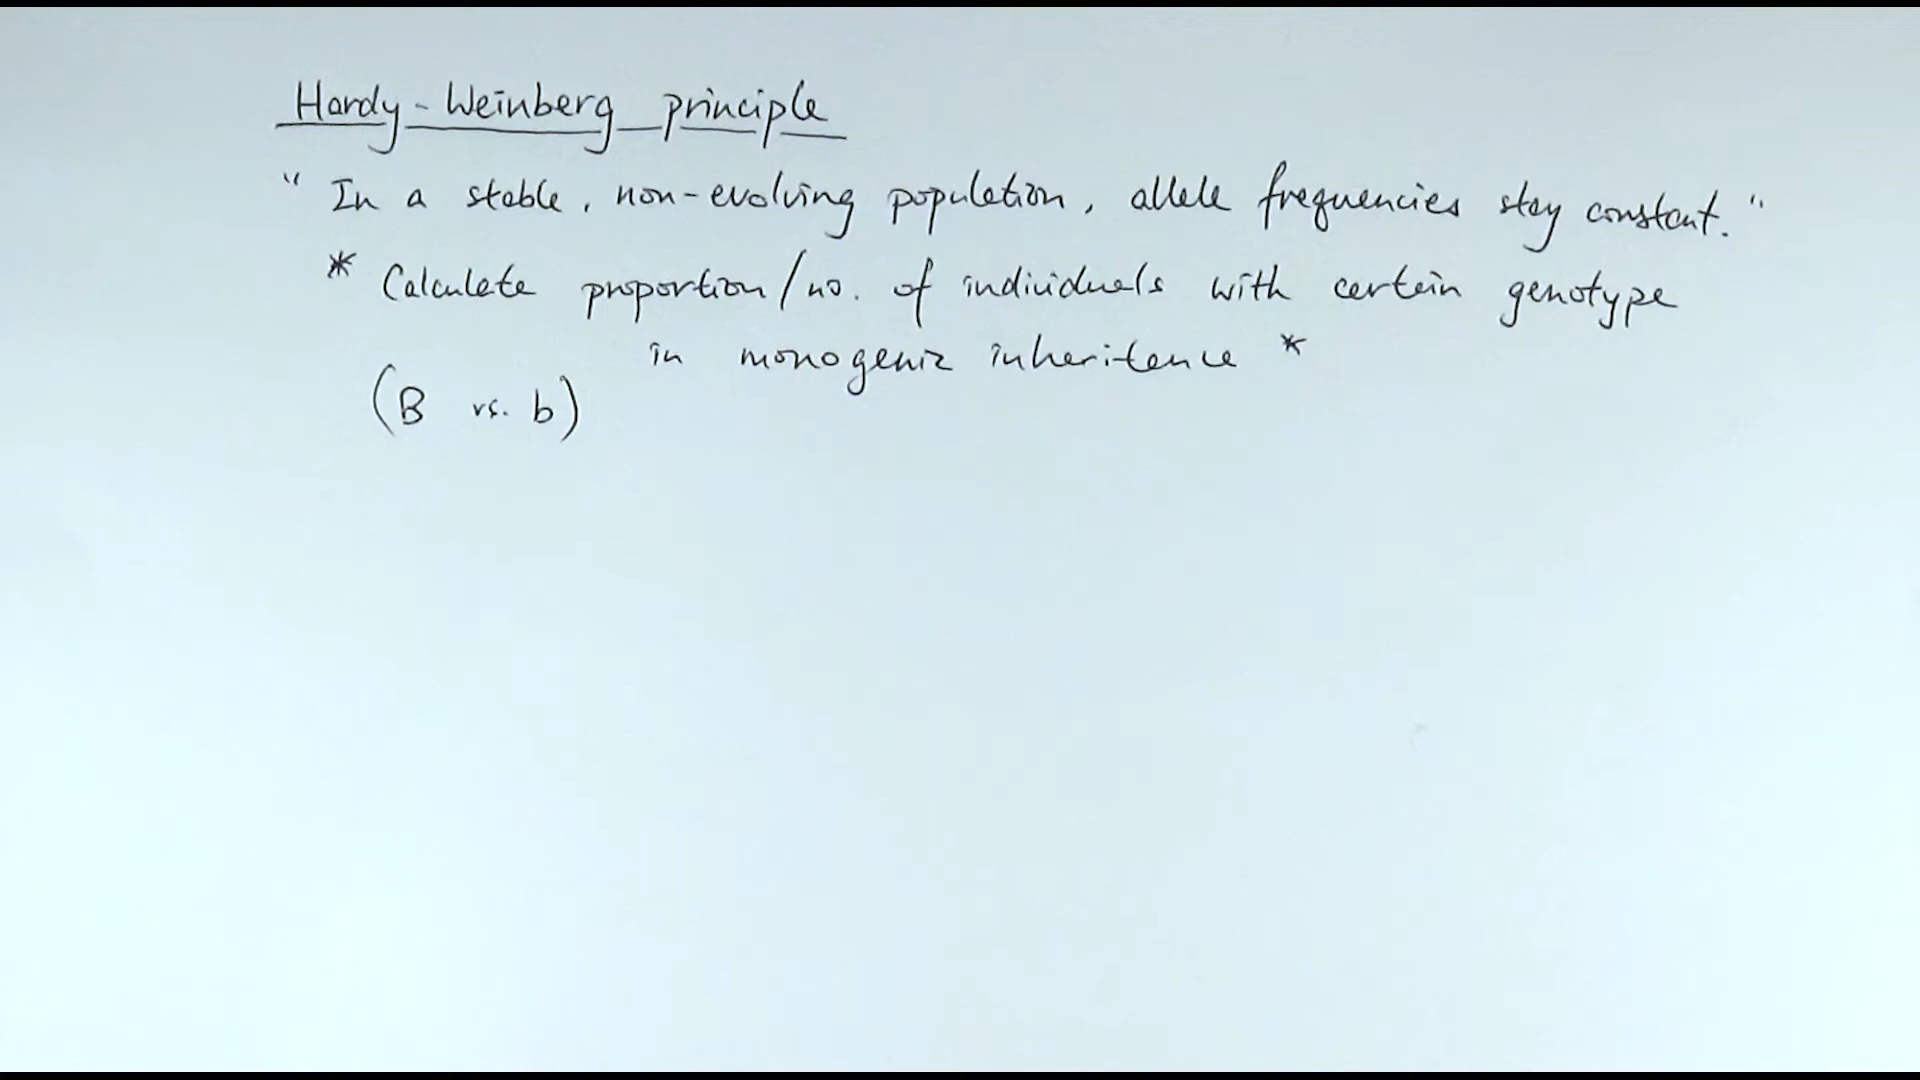 Hardy-Weinberg principle
"In a stable, non-evolving population, allele frequencies stay constant."
* Calculate proportion/no. of individuals with certain genotype
in monogenic inheritence *
(B vs. b)